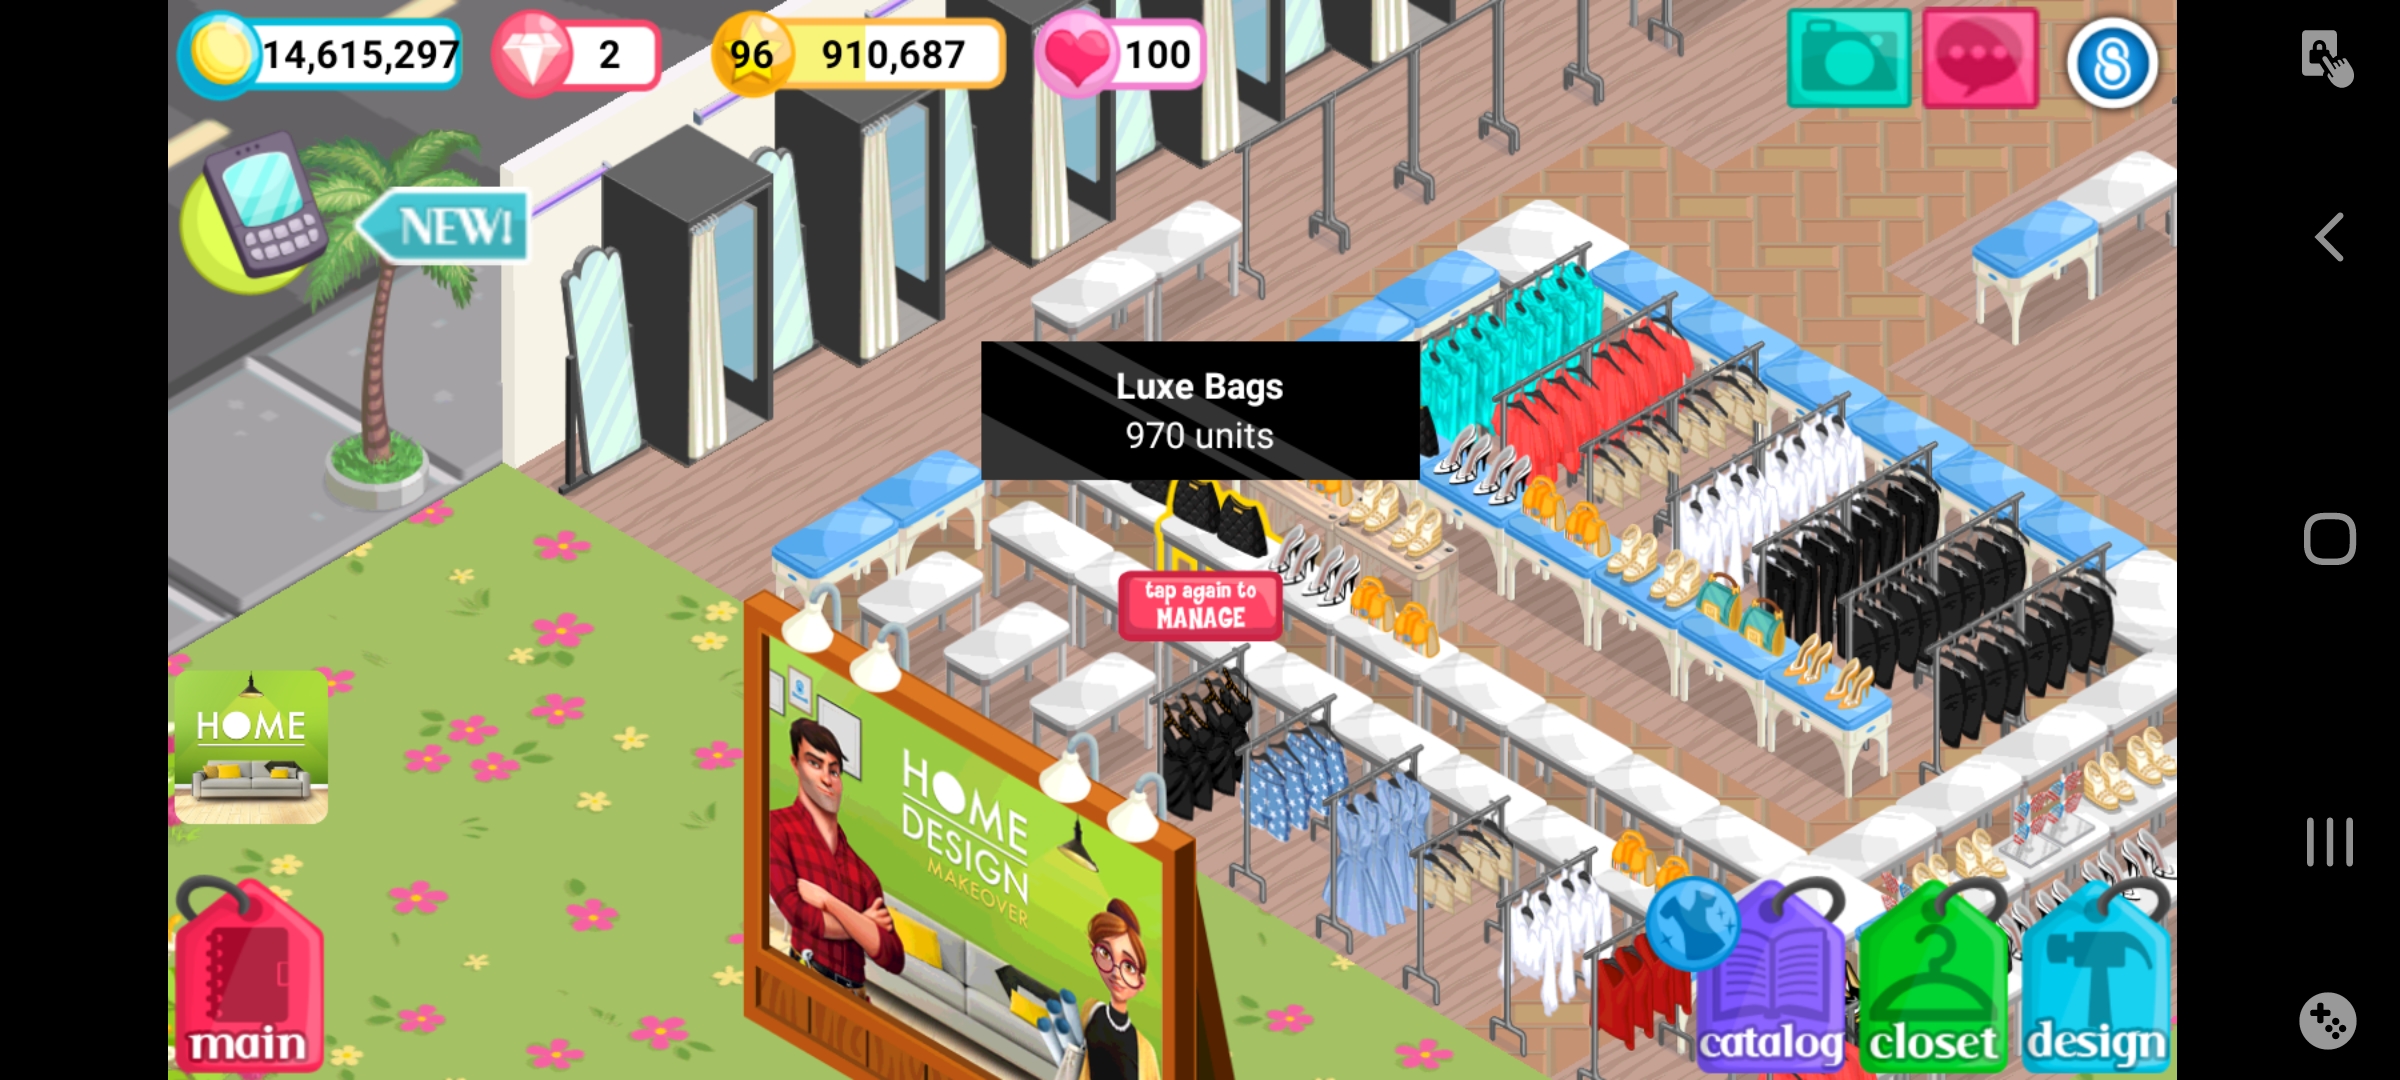 14,615,297
2
96
910,687
100
NEW!
Luxe Bags
970 units
tap again to
MANAGE
HOME
HOME
DESIGN
MAKEOVER
main
catalog
closet
design